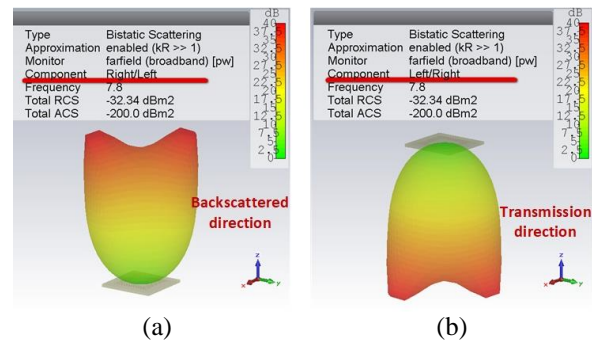 Type Bistatic Scattering
Approximation enabled (kR >> 1)
Monitor farfield (broadband) [pw]
Component Right/Left
Frequency 7.8
Total RCS -32.34 dBm2
Total ACS -200.0 dBm2
dB
40
Backscattered
direction
z
x
y
(a)
Type Bistatic Scattering
Approximation enabled (kR >> 1)
Monitor farfield (broadband) [pw]
Component Left/Right
Frequency 7.8
Total RCS -32.34 dBm2
Total ACS -200.0 dBm2
dB
40
Transmission
direction
z
x
y
(b)